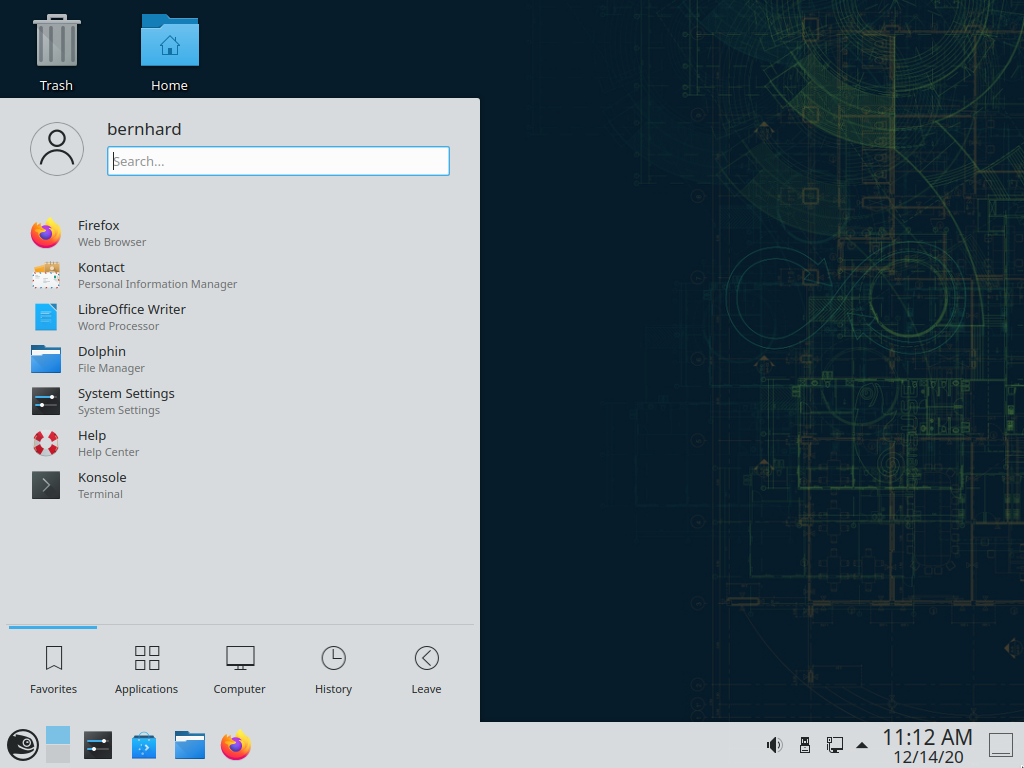 Trash
Home
bernhard
Search...
Firefox
Web Browser
Kontact
Personal Information Manager
LibreOffice Writer
Word Processor
Dolphin
File Manager
System Settings
System Settings
Help
Help Center
Konsole
Terminal
Favorites
Applications
Computer
History
Leave
11:12 AM
12/14/20